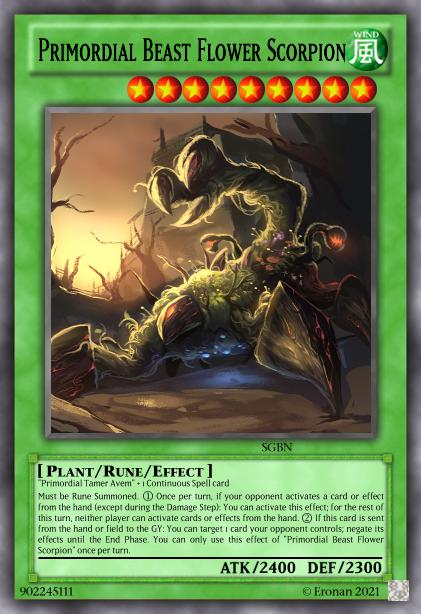 PRIMORDIAL BEAST FLOWER SCORPION
WIND
風
SGBN
[ PLANT/RUNE/EFFECT ]
"Primordial Tamer Avem" + 1 Continuous Spell card
Must be Rune Summoned. ① Once per turn, if your opponent activates a card or effect
from the hand (except during the Damage Step): You can activate this effect; for the rest of
this turn, neither player can activate cards or effects from the hand. ② If this card is sent
from the hand or field to the GY: You can target 1 card your opponent controls; negate its
effects until the End Phase. You can only use this effect of "Primordial Beast Flower
Scorpion" once per turn.
ATK/2400 DEF/2300
902245111
© Eronan 2021